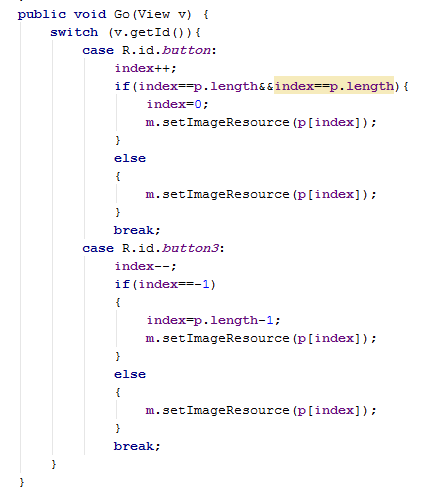 public void Go(View v) {
    switch (v.getId()){
        case R.id.button:
            index++;
            if(index==p.length&&index==p.length){
                index=0;
                m.setImageResource(p[index]);
            }
            else
            {
                m.setImageResource(p[index]);
            }
            break;
        case R.id.button3:
            index--;
            if(index==-1)
            {
                index=p.length-1;
                m.setImageResource(p[index]);
            }
            else
            {
                m.setImageResource(p[index]);
            }
            break;
    }
}